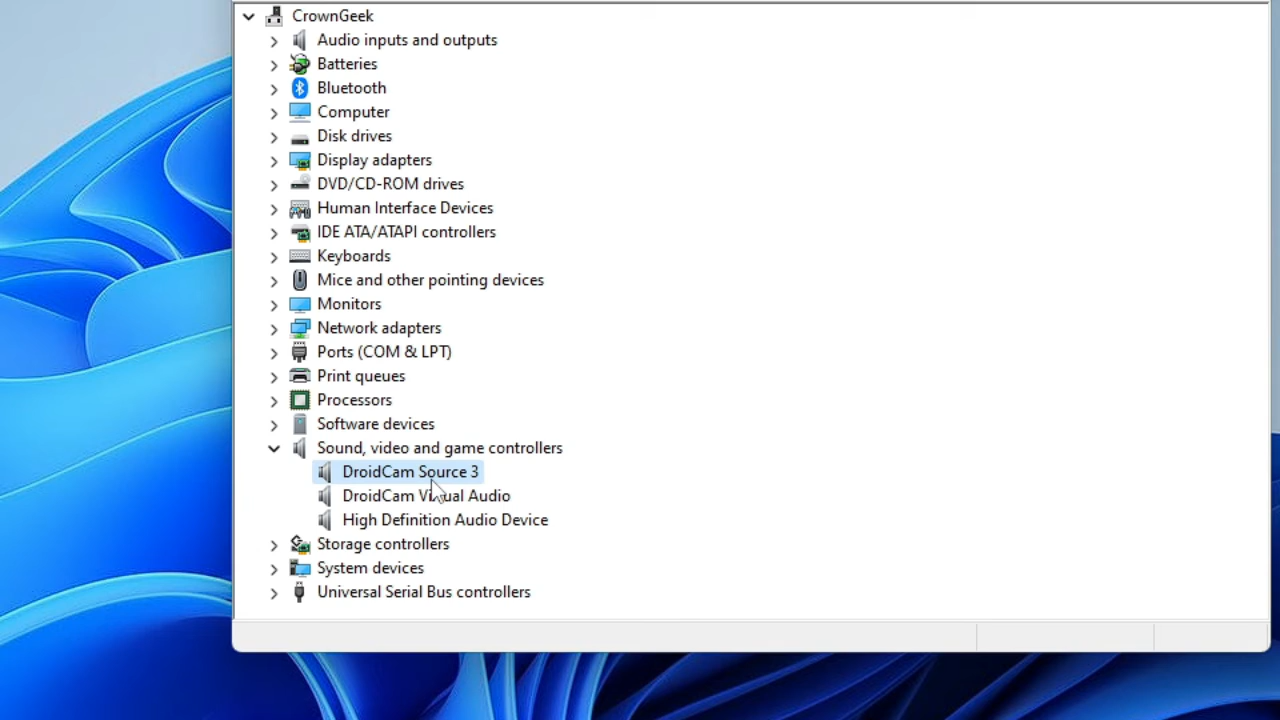 CrownGeek
Audio inputs and outputs
Batteries
Bluetooth
Computer
Disk drives
Display adapters
DVD/CD-ROM drives
Human Interface Devices
IDE ATA/ATAPI controllers
Keyboards
Mice and other pointing devices
Monitors
Network adapters
Ports (COM & LPT)
Print queues
Processors
Software devices
Sound, video and game controllers
DroidCam Source 3
DroidCam Virtual Audio
High Definition Audio Device
Storage controllers
System devices
Universal Serial Bus controllers